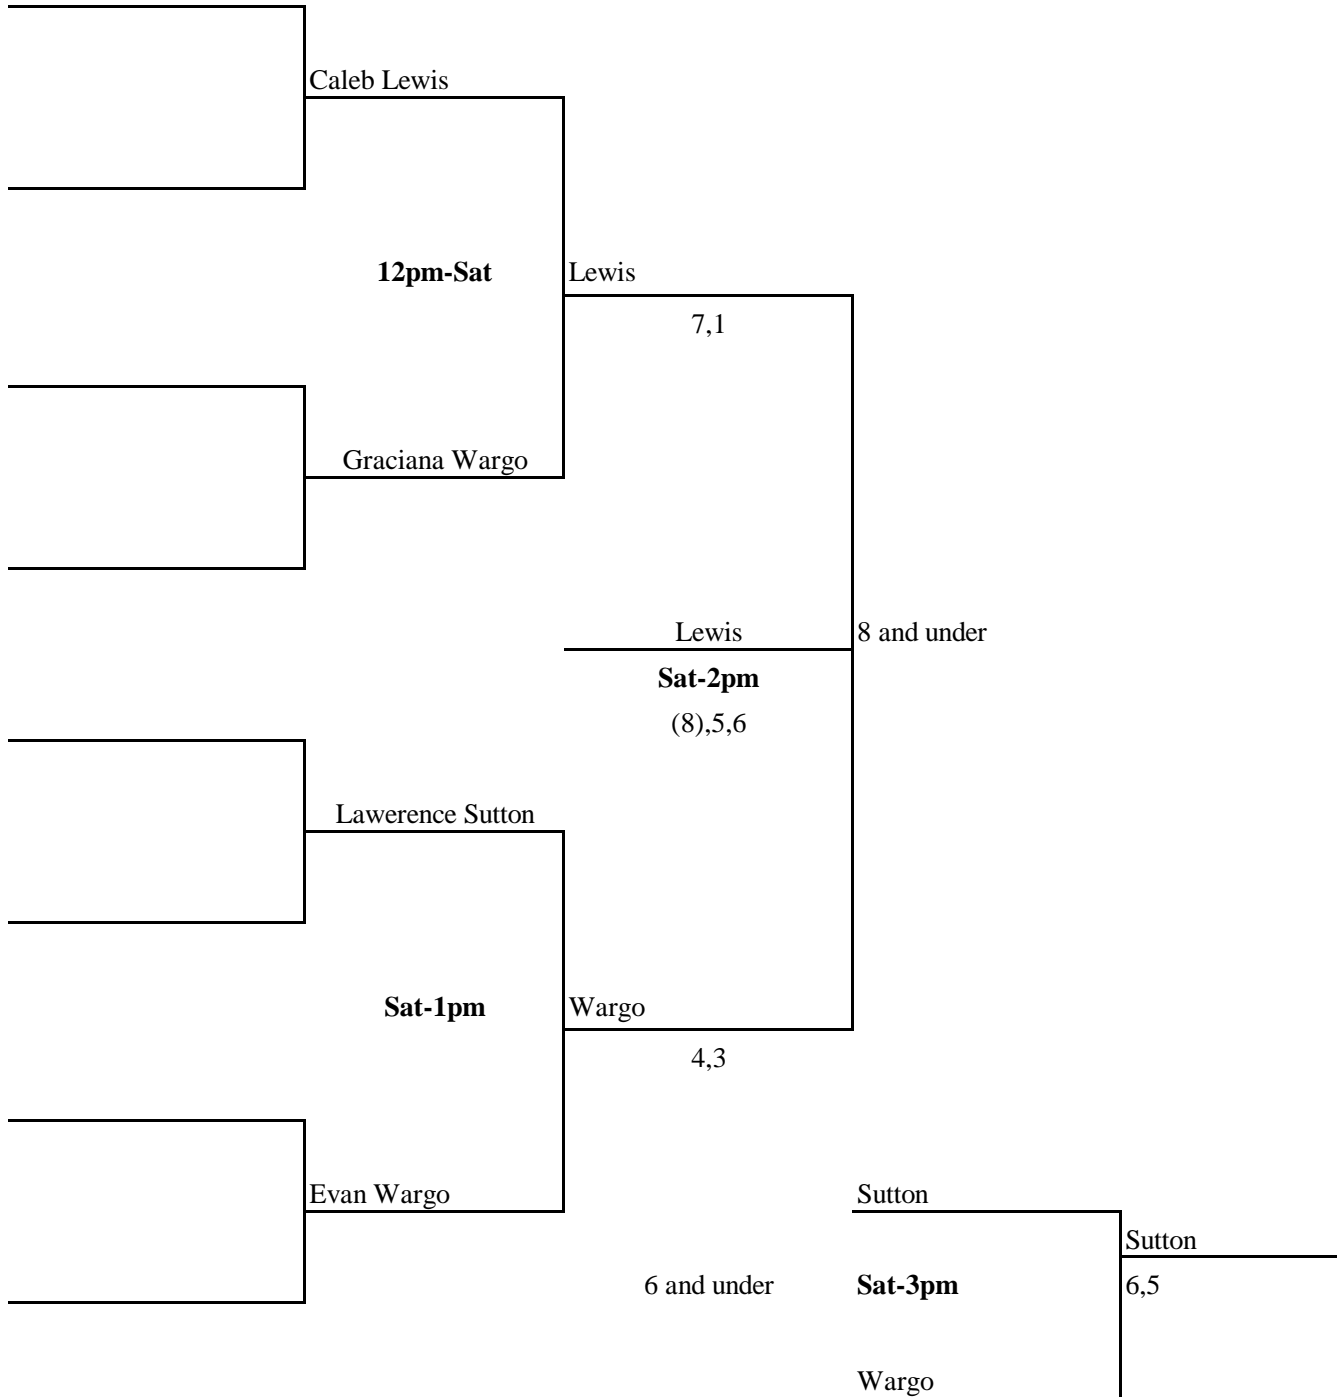 Caleb Lewis
12pm-Sat
Lewis
7,1
Graciana Wargo
Lewis
8 and under
Sat-2pm
(8),5,6
Lawerence Sutton
Sat-1pm
Wargo
4,3
Evan Wargo
Sutton
Sutton
6 and under
Sat-3pm
6,5
Wargo